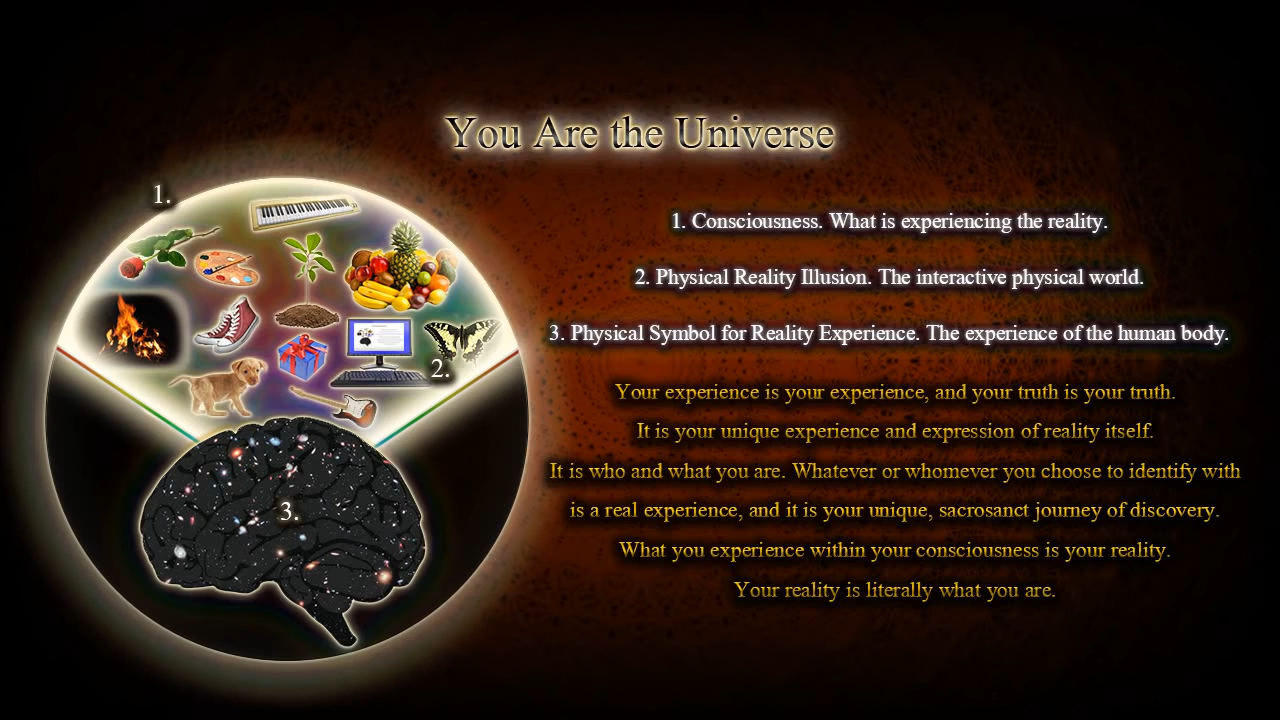 You Are the Universe
1.
1. Consciousness. What is experiencing the reality.
2. Physical Reality Illusion. The interactive physical world.
3. Physical Symbol for Reality Experience. The experience of the human body.
2.
Your experience is your experience, and your truth is your truth.
It is your unique experience and expression of reality itself.
It is who and what you are. Whatever or whomever you choose to identify with
3.
is a real experience, and it is your unique, sacrosanct journey of discovery.
What you experience within your consciousness is your reality.
Your reality is literally what you are.